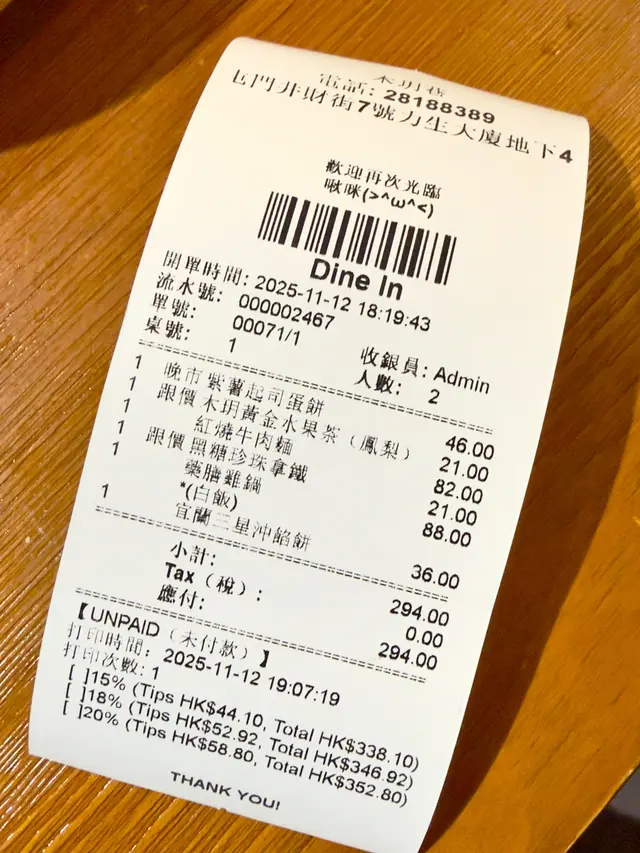 木玥巷
電話: 28188389
屯門井財街7號力生大廈地下4
歡迎再次光臨
啾咪(>^ω^<)
Dine In
開單時間: 2025-11-12 18:19:43
流水號: 000002467
單號: 00071/1 收銀員: Admin
桌號: 1 人數: 2
1 晚市 紫薯起司蛋餅 46.00
1 跟價 木玥黃金水果茶（鳳梨） 21.00
1 紅燒牛肉麵 82.00
1 跟價 黑糖珍珠拿鐵 21.00
1 藥膳雞鍋 88.00
*(白飯)
1 宜蘭三星沖餡餅 36.00
小計: 294.00
Tax（稅）: 0.00
應付: 294.00
【UNPAID（未付款）】
打印時間: 2025-11-12 19:07:19
打印次數: 1
[ ]15% (Tips HK$44.10, Total HK$338.10)
[ ]18% (Tips HK$52.92, Total HK$346.92)
[ ]20% (Tips HK$58.80, Total HK$352.80)
THANK YOU!